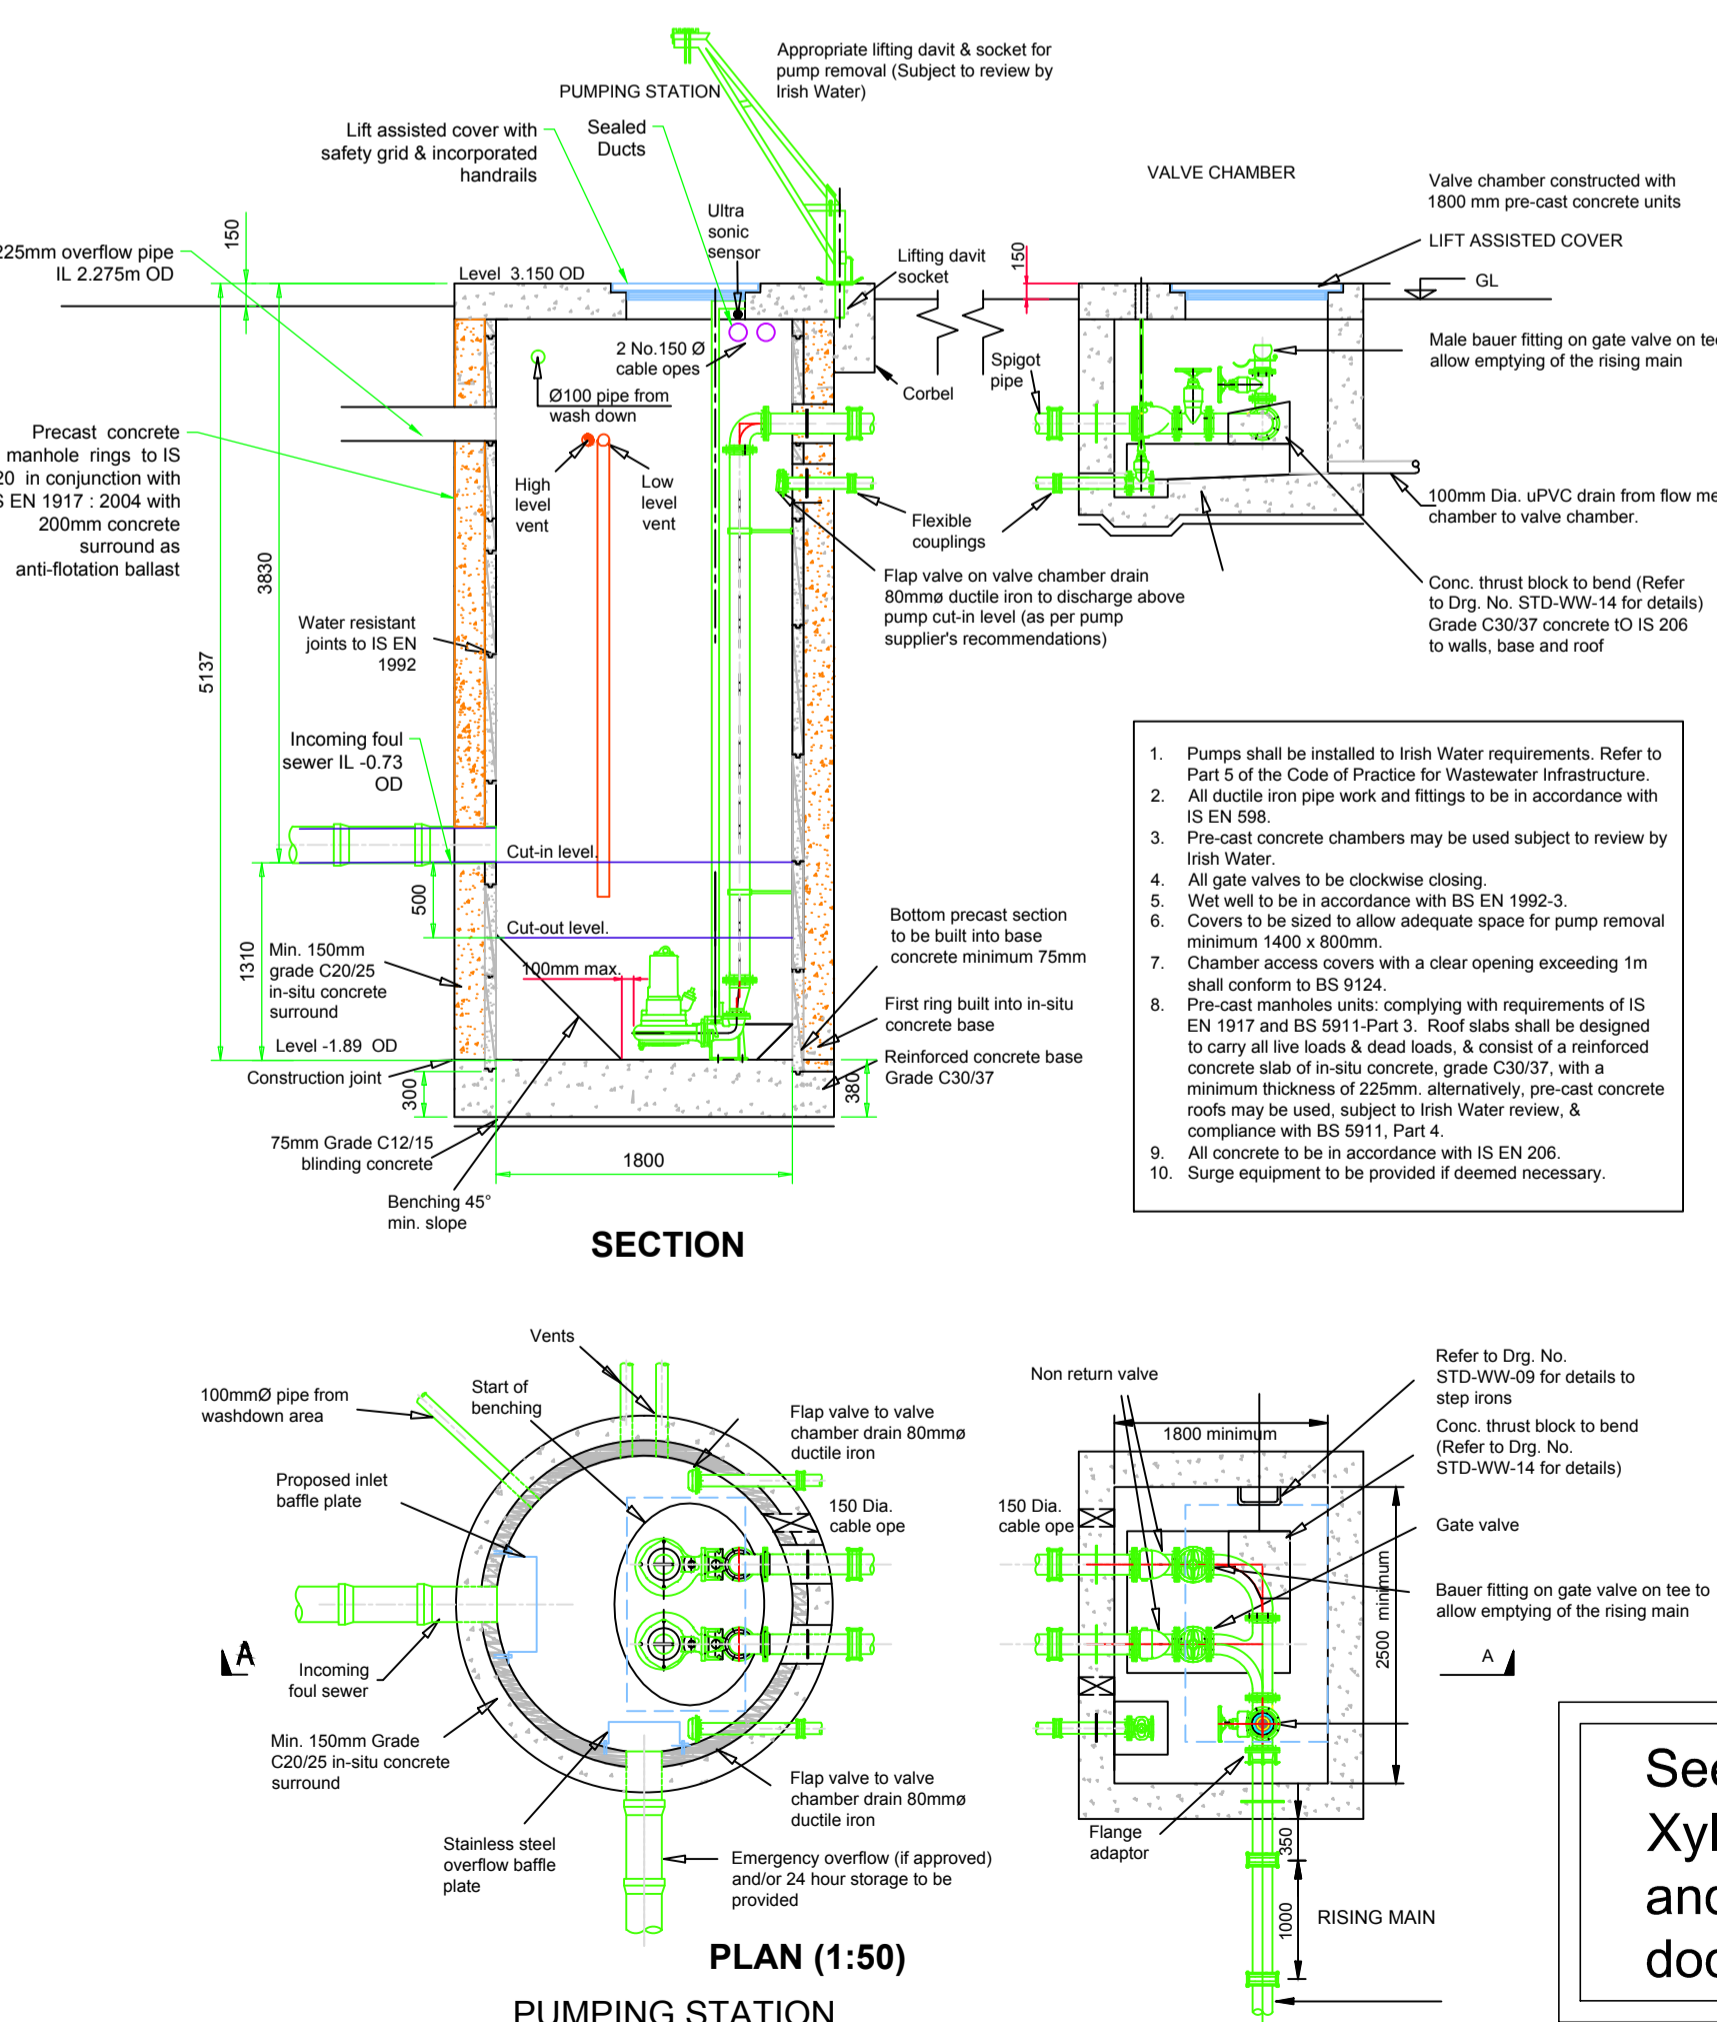 Appropriate lifting davit & socket for
pump removal (Subject to review by
Irish Water)
PUMPING STATION
Lift assisted cover with
safety grid & incorporated
handrails
Sealed
Ducts
VALVE CHAMBER
Valve chamber constructed with
1800 mm pre-cast concrete units
LIFT ASSISTED COVER
GL
150
225mm overflow pipe
IL 2.275m OD
Level 3.150 OD
Ultra
sonic
sensor
Lifting davit
socket
150
Male bauer fitting on gate valve on tee
allow emptying of the rising main
2 No.150 Ø
cable opes
Spigot
pipe
Corbel
Ø100 pipe from
wash down
Precast concrete
manhole rings to IS
20 in conjunction with
S EN 1917 : 2004 with
200mm concrete
surround as
anti-flotation ballast
High
level
vent
Low
level
vent
Flexible
couplings
100mm Dia. uPVC drain from flow me
chamber to valve chamber.
3830
5137
Flap valve on valve chamber drain
80mmø ductile iron to discharge above
pump cut-in level (as per pump
supplier's recommendations)
Conc. thrust block to bend (Refer
to Drg. No. STD-WW-14 for details)
Grade C30/37 concrete tO IS 206
to walls, base and roof
Water resistant
joints to IS EN
1992
Incoming foul
sewer IL -0.73
OD
Cut-in level.
500
Cut-out level.
1310
Min. 150mm
grade C20/25
in-situ concrete
surround
100mm max.
Bottom precast section
to be built into base
concrete minimum 75mm
First ring built into in-situ
concrete base
Level -1.89 OD
Construction joint
Reinforced concrete base
Grade C30/37
300
380
75mm Grade C12/15
blinding concrete
1800
Benching 45°
min. slope
SECTION
1. Pumps shall be installed to Irish Water requirements. Refer to
Part 5 of the Code of Practice for Wastewater Infrastructure.
2. All ductile iron pipe work and fittings to be in accordance with
IS EN 598.
3. Pre-cast concrete chambers may be used subject to review by
Irish Water.
4. All gate valves to be clockwise closing.
5. Wet well to be in accordance with BS EN 1992-3.
6. Covers to be sized to allow adequate space for pump removal
minimum 1400 x 800mm.
7. Chamber access covers with a clear opening exceeding 1m
shall conform to BS 9124.
8. Pre-cast manholes units: complying with requirements of IS
EN 1917 and BS 5911-Part 3. Roof slabs shall be designed
to carry all live loads & dead loads, & consist of a reinforced
concrete slab of in-situ concrete, grade C30/37, with a
minimum thickness of 225mm. alternatively, pre-cast concrete
roofs may be used, subject to Irish Water review, &
compliance with BS 5911, Part 4.
9. All concrete to be in accordance with IS EN 206.
10. Surge equipment to be provided if deemed necessary.
Vents
100mmØ pipe from
washdown area
Start of
benching
Flap valve to valve
chamber drain 80mmø
ductile iron
Proposed inlet
baffle plate
150 Dia.
cable ope
A
Incoming
foul sewer
Min. 150mm Grade
C20/25 in-situ concrete
surround
Stainless steel
overflow baffle
plate
Flap valve to valve
chamber drain 80mmø
ductile iron
Emergency overflow (if approved)
and/or 24 hour storage to be
provided
PLAN (1:50)
PUMPING STATION
Non return valve
1800 minimum
Refer to Drg. No.
STD-WW-09 for details to
step irons
Conc. thrust block to bend
(Refer to Drg. No.
STD-WW-14 for details)
150 Dia.
cable ope
Gate valve
2500 minimum
Bauer fitting on gate valve on tee to
allow emptying of the rising main
A
Flange
adaptor
350
1000
RISING MAIN
See
Xyl
and
doc